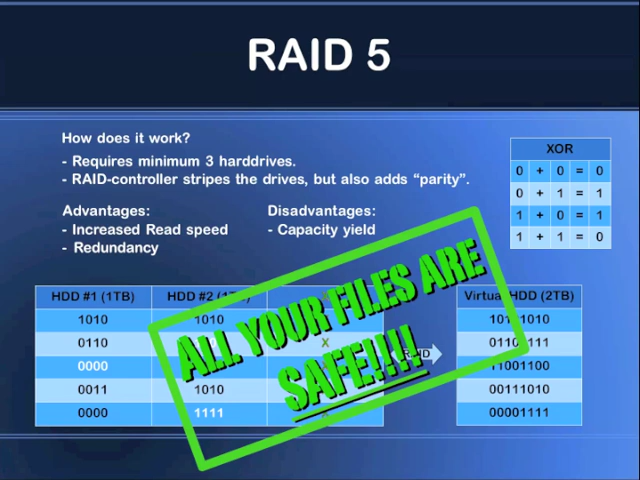 RAID 5
How does it work?
- Requires minimum 3 harddrives.
- RAID-controller stripes the drives, but also adds “parity”.
Advantages:
- Increased Read speed
- Redundancy
Disadvantages:
- Capacity yield
XOR
0 + 0 = 0
0 + 1 = 1
1 + 0 = 1
1 + 1 = 0
HDD #1 (1TB) HDD #2
1010 1010
0110 X
0000
0011 1010
0000 1111
ALL YOUR FILES ARE
SAFE!!!!
Virtual HDD (2TB)
11001100
00111010
00001111